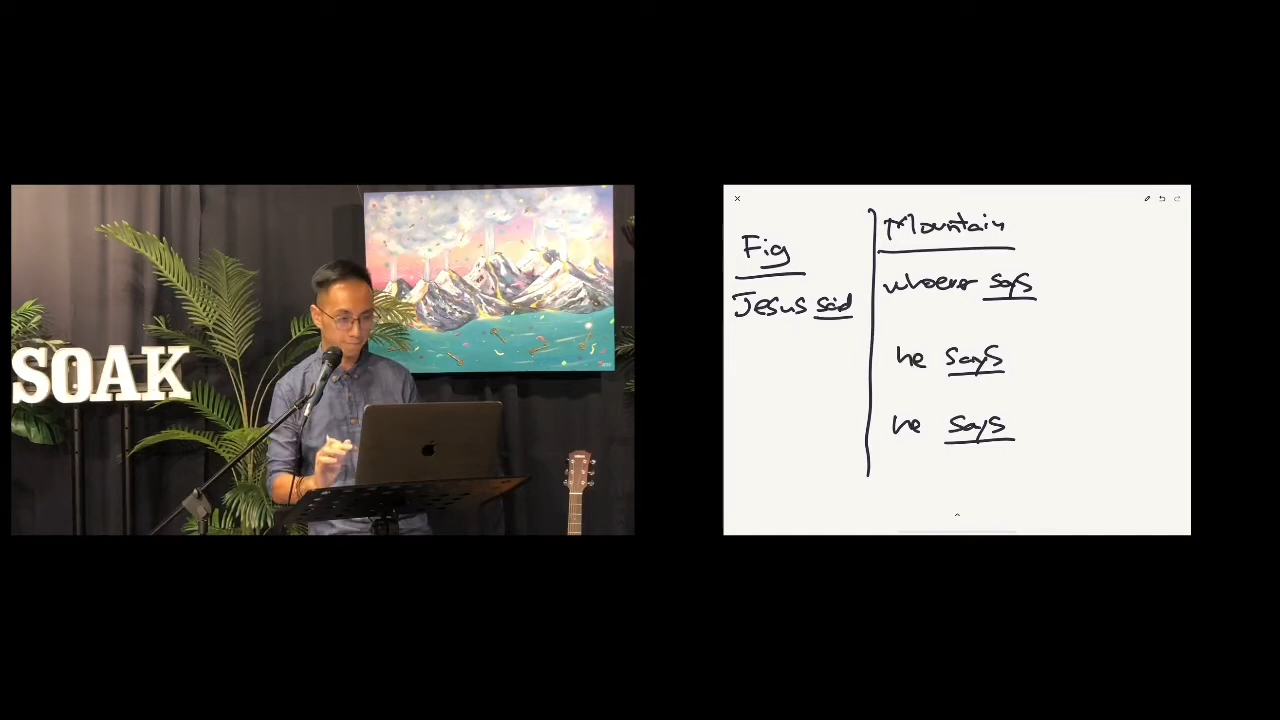 SOAK
Fig
Jesus said
Mountain
whoever says
he says
he says